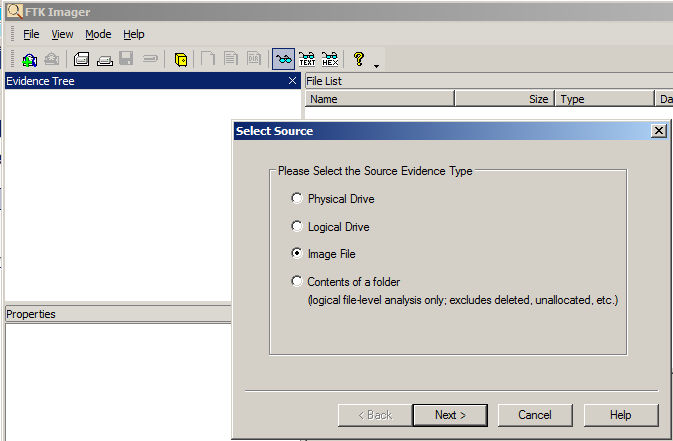 FTK Imager
File View Mode Help
DIR TEXT HEX ?
Evidence Tree
File List
Name Size Type Da
Select Source
Please Select the Source Evidence Type
Physical Drive
Logical Drive
Image File
Contents of a folder
(logical file-level analysis only; excludes deleted, unallocated, etc.)
Properties
< Back Next > Cancel Help